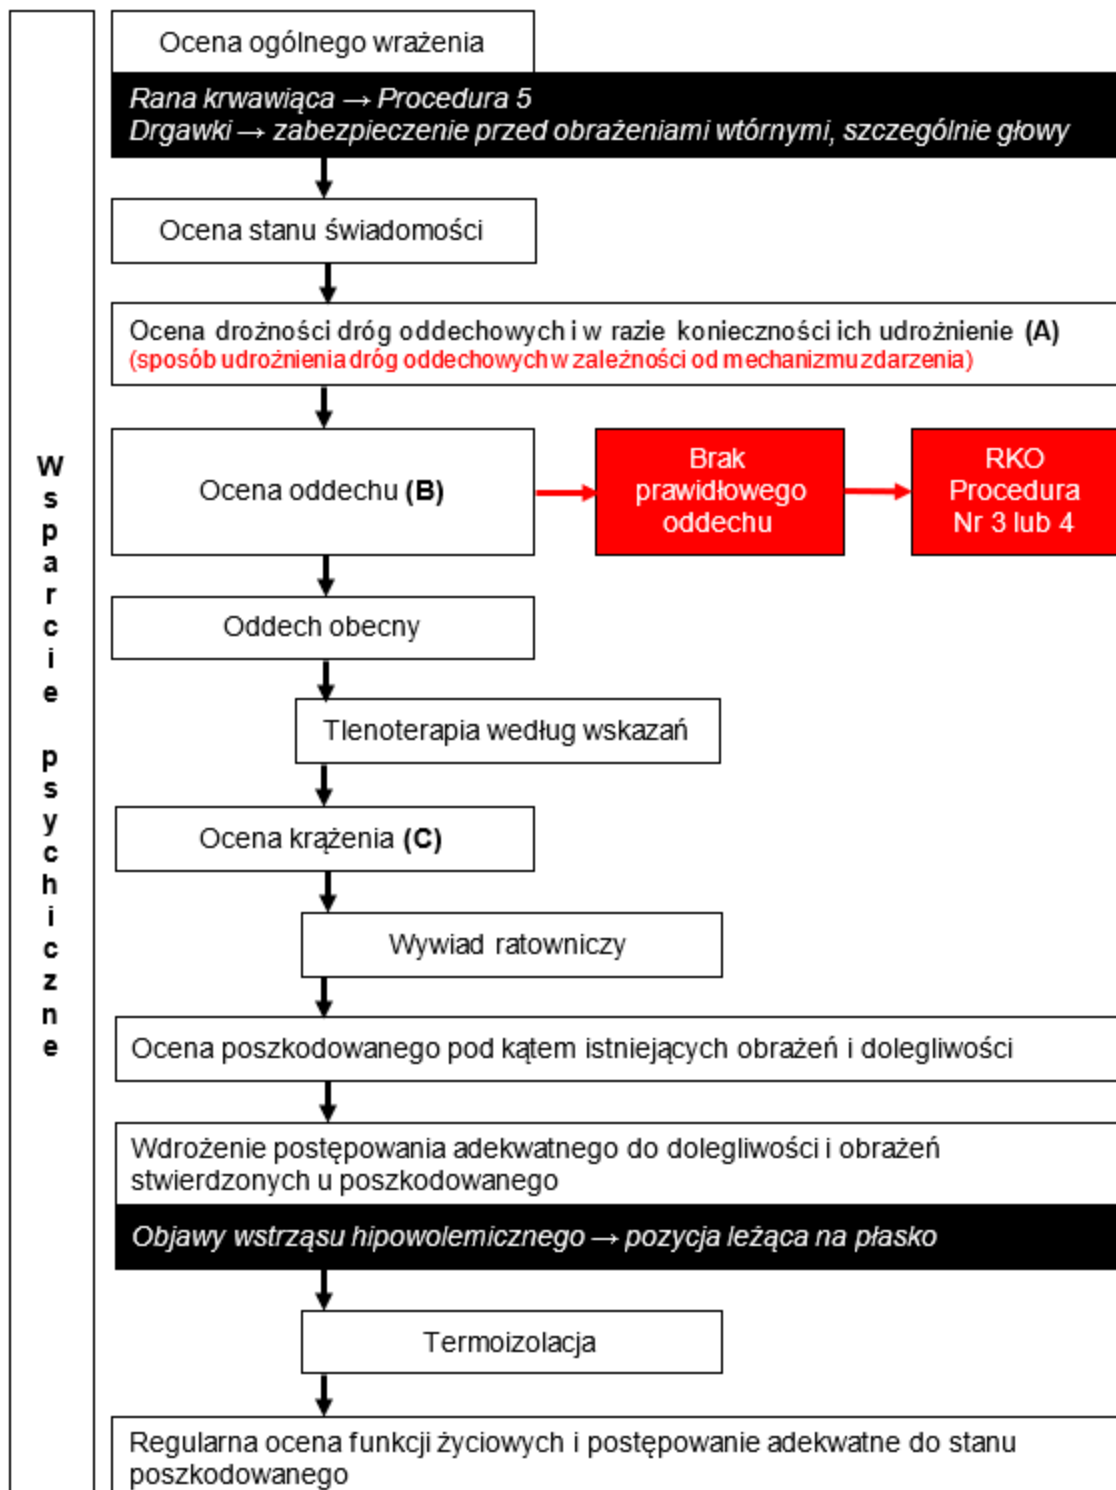 Wsparcie psychiczne
Ocena ogólnego wrażenia
Rana krwawiąca → Procedura 5
Drgawki → zabezpieczenie przed obrażeniami wtórnymi, szczególnie głowy
Ocena stanu świadomości
Ocena drożności dróg oddechowych i w razie konieczności ich udrożnienie (A)
(sposób udrożnienia dróg oddechowych w zależności od mechanizmu zdarzenia)
Ocena oddechu (B)
Brak
prawidłowego
oddechu
RKO
Procedura
Nr 3 lub 4
Oddech obecny
Tlenoterapia według wskazań
Ocena krążenia (C)
Wywiad ratowniczy
Ocena poszkodowanego pod kątem istniejących obrażeń i dolegliwości
Wdrożenie postępowania adekwatnego do dolegliwości i obrażeń
stwierdzonych u poszkodowanego
Objawy wstrząsu hipowolemicznego → pozycja leżąca na płasko
Termoizolacja
Regularna ocena funkcji życiowych i postępowanie adekwatne do stanu
poszkodowanego